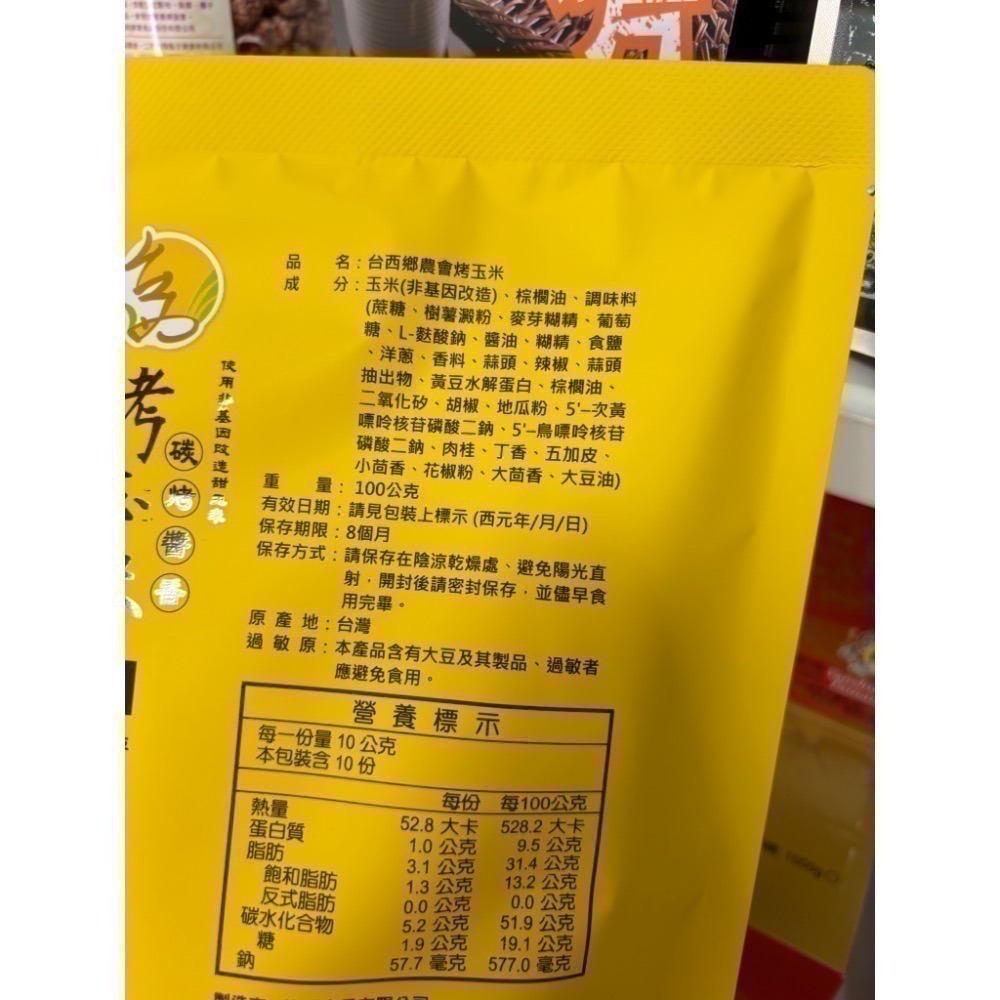 烤
碳烤醬香
使用非基因改造甜玉米
品 名：台西鄉農會烤玉米
成 分：玉米(非基因改造)、棕櫚油、調味料
(蔗糖、樹薯澱粉、麥芽糊精、葡萄
糖、L-麩酸鈉、醬油、糊精、食鹽
、洋蔥、香料、蒜頭、辣椒、蒜頭
抽出物、黃豆水解蛋白、棕櫚油、
二氧化矽、胡椒、地瓜粉、5'–次黃
嘌呤核苷磷酸二鈉、5'–鳥嘌呤核苷
磷酸二鈉、肉桂、丁香、五加皮、
小茴香、花椒粉、大茴香、大豆油)
重 量：100公克
有效日期：請見包裝上標示 (西元年/月/日)
保存期限：8個月
保存方式：請保存在陰涼乾燥處、避免陽光直
射，開封後請密封保存，並儘早食
用完畢。
原 產 地：台灣
過 敏 原：本產品含有大豆及其製品、過敏者
應避免食用。
營 養 標 示
每一份量 10 公克
本包裝含 10 份
每份 每100公克
熱量 52.8 大卡 528.2 大卡
蛋白質 1.0 公克 9.5 公克
脂肪 3.1 公克 31.4 公克
飽和脂肪 1.3 公克 13.2 公克
反式脂肪 0.0 公克 0.0 公克
碳水化合物 5.2 公克 51.9 公克
糖 1.9 公克 19.1 公克
鈉 57.7 毫克 577.0 毫克